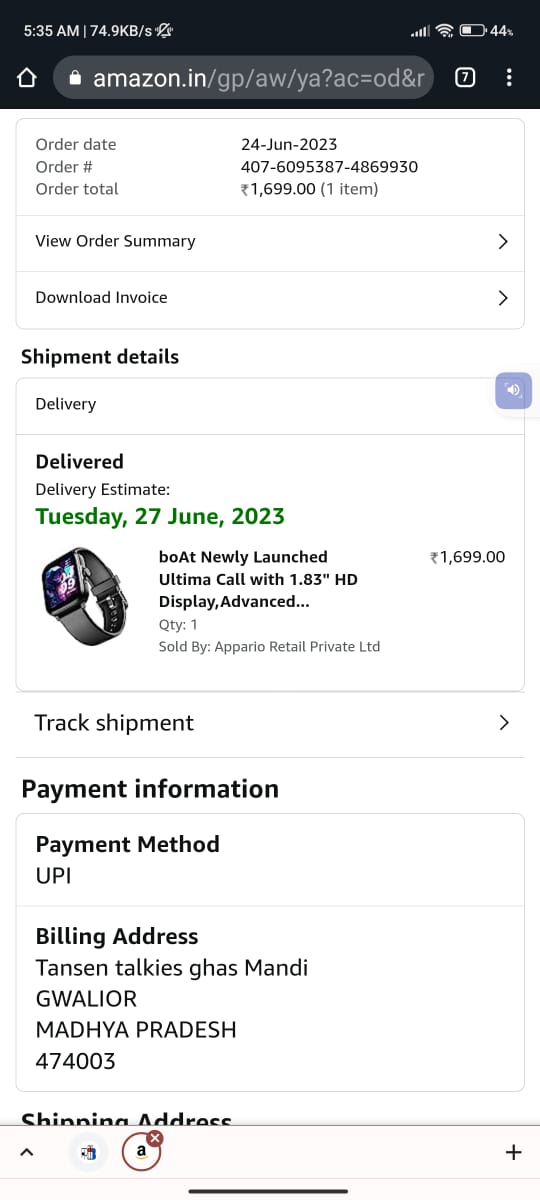 5:35 AM | 74.9KB/s
44%
amazon.in/gp/aw/ya?ac=od&r
7
Order date 24-Jun-2023
Order # 407-6095387-4869930
Order total ₹1,699.00 (1 item)
View Order Summary
Download Invoice
Shipment details
Delivery
Delivered
Delivery Estimate:
Tuesday, 27 June, 2023
boAt Newly Launched ₹1,699.00
Ultima Call with 1.83" HD
Display,Advanced...
Qty: 1
Sold By: Appario Retail Private Ltd
Track shipment
Payment information
Payment Method
UPI
Billing Address
Tansen talkies ghas Mandi
GWALIOR
MADHYA PRADESH
474003
Shipping Address
a